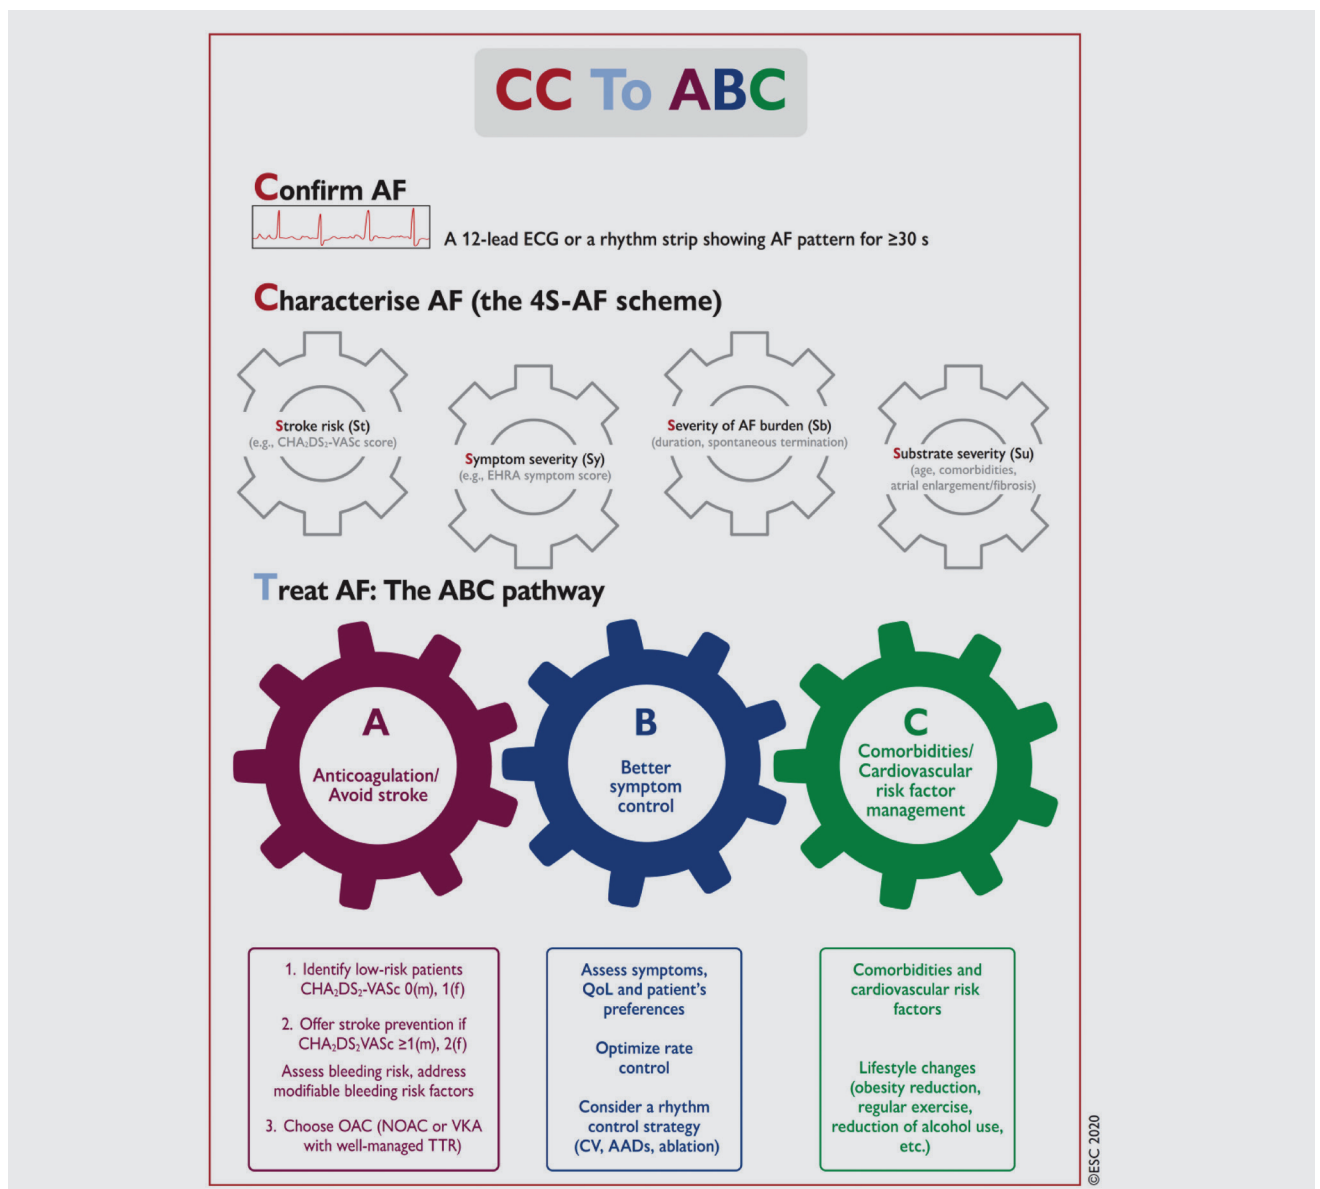 CC To ABC
Confirm AF
A 12-lead ECG or a rhythm strip showing AF pattern for ≥30 s
Characterise AF (the 4S-AF scheme)
Stroke risk (St)
(e.g., CHA₂DS₂-VASc score)
Symptom severity (Sy)
(e.g., EHRA symptom score)
Severity of AF burden (Sb)
(duration, spontaneous termination)
Substrate severity (Su)
(age, comorbidities,
atrial enlargement/fibrosis)
Treat AF: The ABC pathway
A
Anticoagulation/
Avoid stroke
B
Better
symptom
control
C
Comorbidities/
Cardiovascular
risk factor
management
1. Identify low-risk patients
CHA₂DS₂-VASc 0(m), 1(f)
2. Offer stroke prevention if
CHA₂DS₂VASc ≥1(m), 2(f)
Assess bleeding risk, address
modifiable bleeding risk factors
3. Choose OAC (NOAC or VKA
with well-managed TTR)
Assess symptoms,
QoL and patient's
preferences
Optimize rate
control
Consider a rhythm
control strategy
(CV, AADs, ablation)
Comorbidities and
cardiovascular risk
factors
Lifestyle changes
(obesity reduction,
regular exercise,
reduction of alcohol use,
etc.)
©ESC 2020